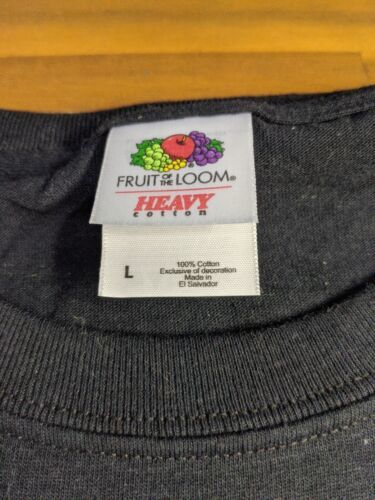 FRUIT OF THE LOOM®
HEAVY
cotton
L
100% Cotton
Exclusive of decoration
Made in
El Salvador